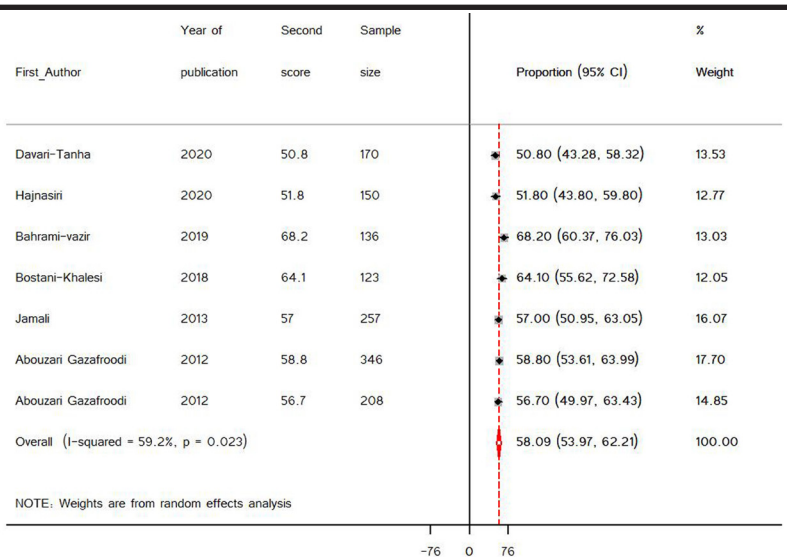 Year of Second Sample %
First_Author publication score size Proportion (95% CI) Weight
Davari-Tanha 2020 50.8 170 50.80 (43.28, 58.32) 13.53
Hajnasiri 2020 51.8 150 51.80 (43.80, 59.80) 12.77
Bahrami-vazir 2019 68.2 136 68.20 (60.37, 76.03) 13.03
Bostani-Khalesi 2018 64.1 123 64.10 (55.62, 72.58) 12.05
Jamali 2013 57 257 57.00 (50.95, 63.05) 16.07
Abouzari Gazafroodi 2012 58.8 346 58.80 (53.61, 63.99) 17.70
Abouzari Gazafroodi 2012 56.7 208 56.70 (49.97, 63.43) 14.85
Overall (I-squared = 59.2%, p = 0.023) 58.09 (53.97, 62.21) 100.00
NOTE: Weights are from random effects analysis
-76 0 76